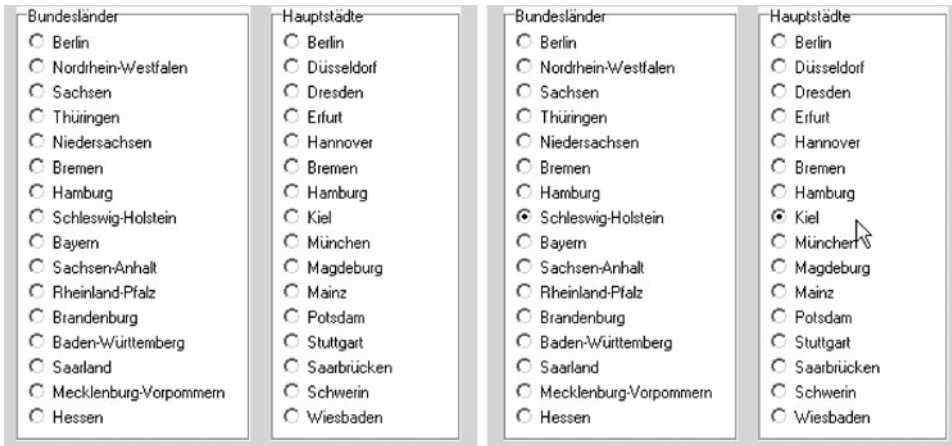 Bundesländer
Berlin
Nordrhein-Westfalen
Sachsen
Thüringen
Niedersachsen
Bremen
Hamburg
Schleswig-Holstein
Bayern
Sachsen-Anhalt
Rheinland-Pfalz
Brandenburg
Baden-Württemberg
Saarland
Mecklenburg-Vorpommern
Hessen
Hauptstädte
Berlin
Düsseldorf
Dresden
Erfurt
Hannover
Bremen
Hamburg
Kiel
München
Magdeburg
Mainz
Potsdam
Stuttgart
Saarbrücken
Schwerin
Wiesbaden
Bundesländer
Berlin
Nordrhein-Westfalen
Sachsen
Thüringen
Niedersachsen
Bremen
Hamburg
Schleswig-Holstein
Bayern
Sachsen-Anhalt
Rheinland-Pfalz
Brandenburg
Baden-Württemberg
Saarland
Mecklenburg-Vorpommern
Hessen
Hauptstädte
Berlin
Düsseldorf
Dresden
Erfurt
Hannover
Bremen
Hamburg
Kiel
München
Magdeburg
Mainz
Potsdam
Stuttgart
Saarbrücken
Schwerin
Wiesbaden